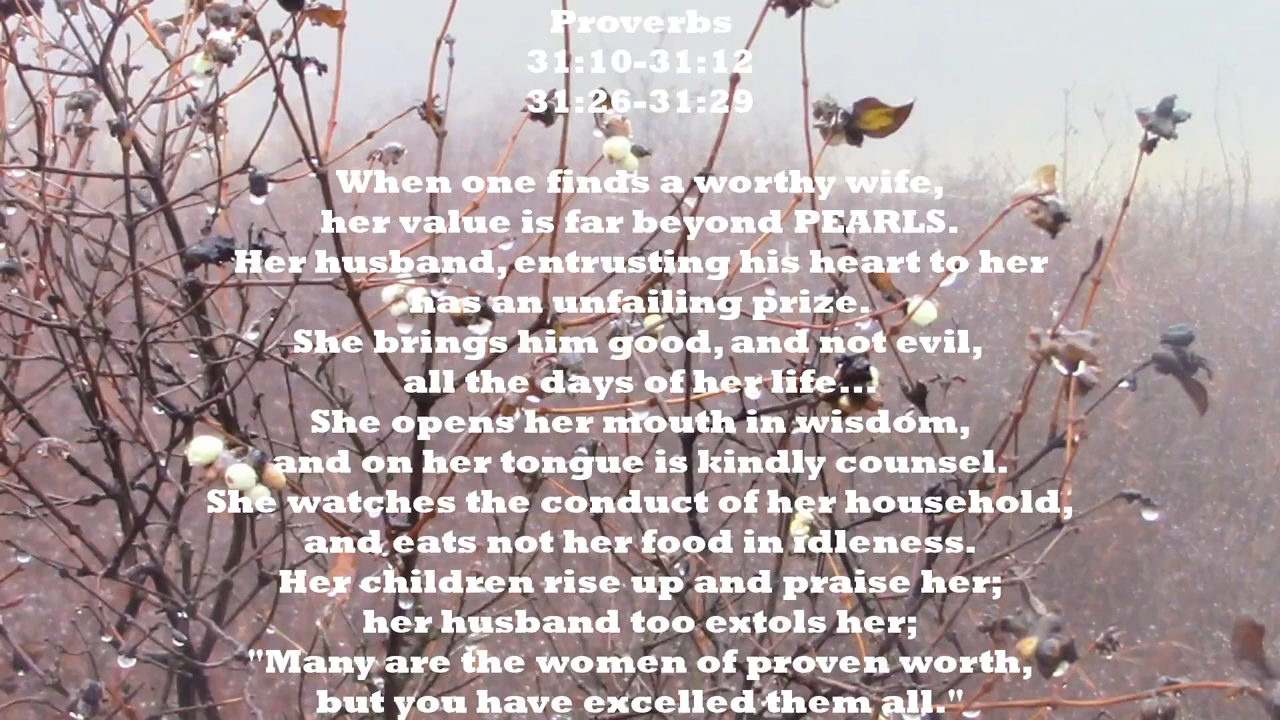 Proverbs
31:10-31:12
31:26-31:29
When one finds a worthy wife,
her value is far beyond PEARLS.
Her husband, entrusting his heart to her
has an unfailing prize.
She brings him good, and not evil,
all the days of her life...
She opens her mouth in wisdom,
and on her tongue is kindly counsel.
She watches the conduct of her household,
and eats not her food in idleness.
Her children rise up and praise her;
her husband too extols her;
"Many are the women of proven worth,
but you have excelled them all."